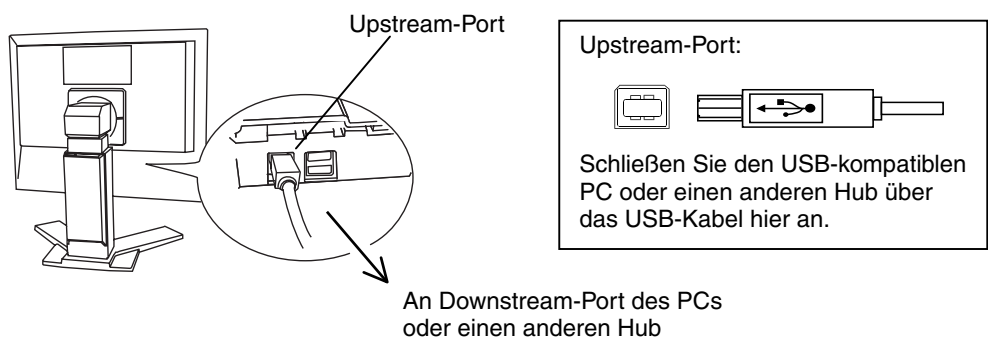 Upstream-Port
Upstream-Port:
Schließen Sie den USB-kompatiblen
PC oder einen anderen Hub über
das USB-Kabel hier an.
An Downstream-Port des PCs
oder einen anderen Hub